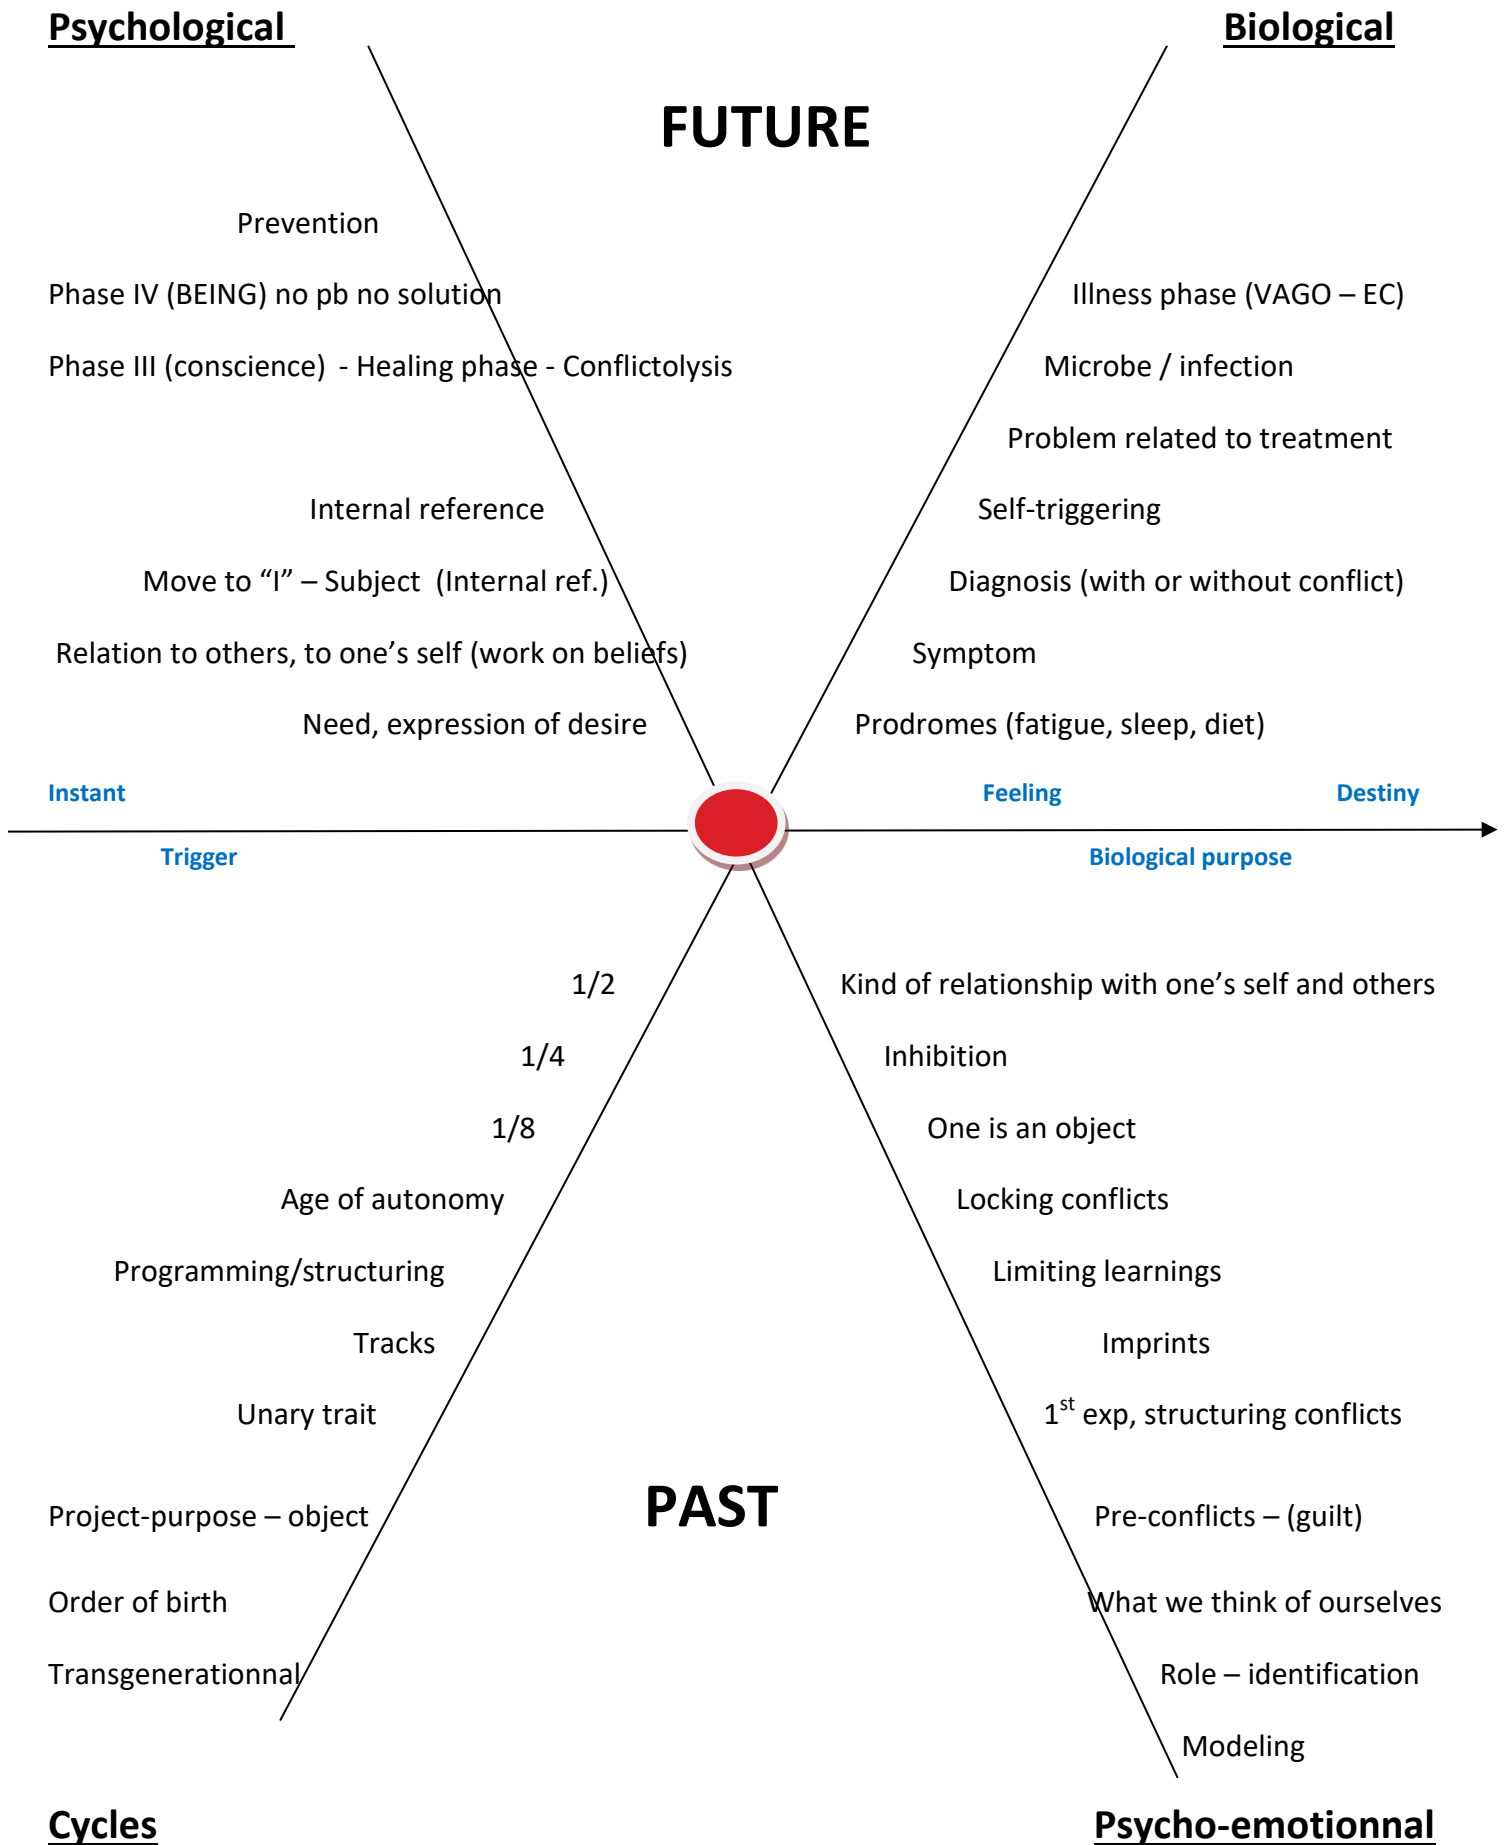 Psychological
Biological
FUTURE
Prevention
Phase IV (BEING) no pb no solution
Illness phase (VAGO – EC)
Phase III (conscience)  - Healing phase - Conflictolysis
Microbe / infection
Problem related to treatment
Internal reference
Self-triggering
Move to “I” – Subject  (Internal ref.)
Diagnosis (with or without conflict)
Relation to others, to one’s self (work on beliefs)
Symptom
Need, expression of desire
Prodromes (fatigue, sleep, diet)
Instant
Feeling
Destiny
Trigger
Biological purpose
1/2
Kind of relationship with one’s self and others
1/4
Inhibition
1/8
One is an object
Age of autonomy
Locking conflicts
Programming/structuring
Limiting learnings
Tracks
Imprints
Unary trait
1st exp, structuring conflicts
PAST
Project-purpose – object
Pre-conflicts – (guilt)
Order of birth
What we think of ourselves
Transgenerationnal
Role – identification
Modeling
Cycles
Psycho-emotionnal